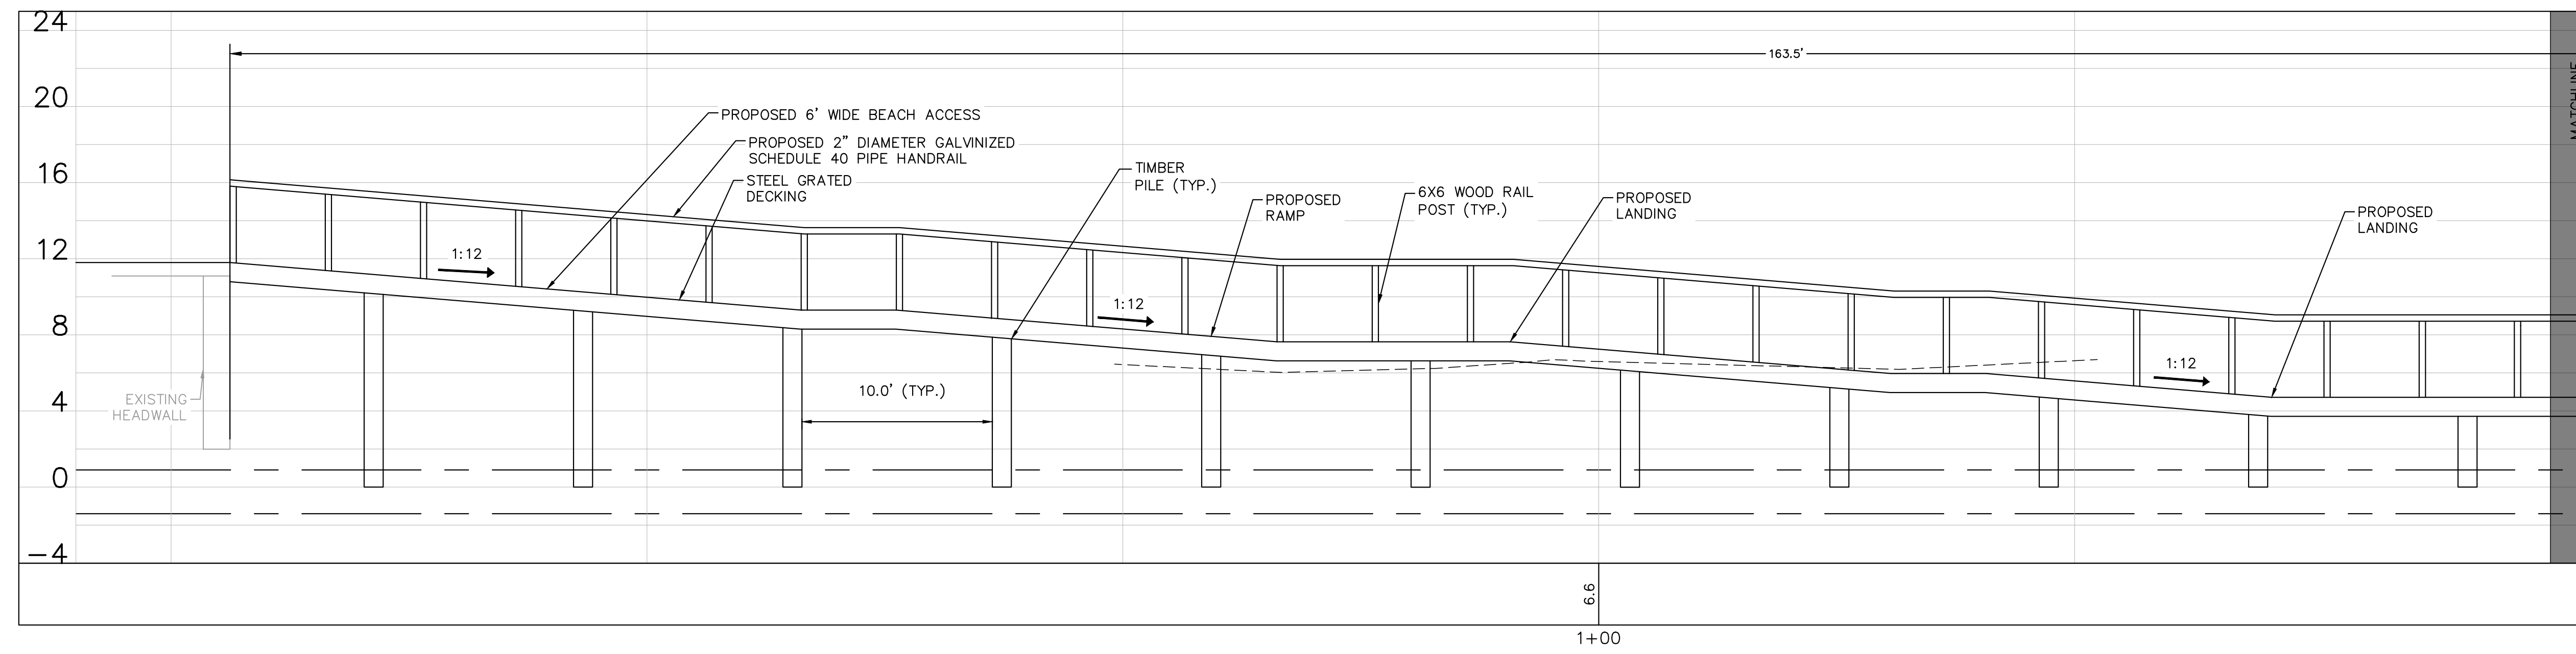 24
163.5'
MATCHLINE
20
PROPOSED 6' WIDE BEACH ACCESS
PROPOSED 2" DIAMETER GALVINIZED
SCHEDULE 40 PIPE HANDRAIL
16
STEEL GRATED
DECKING
TIMBER
PILE (TYP.)
PROPOSED
RAMP
6X6 WOOD RAIL
POST (TYP.)
PROPOSED
LANDING
PROPOSED
LANDING
12
1:12
1:12
8
1:12
10.0' (TYP.)
4
EXISTING
HEADWALL
0
-4
6.6
1+00